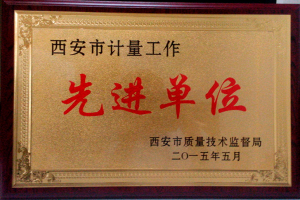 西安市计量工作
先进单位
西安市质量技术监督局
二〇一五年五月